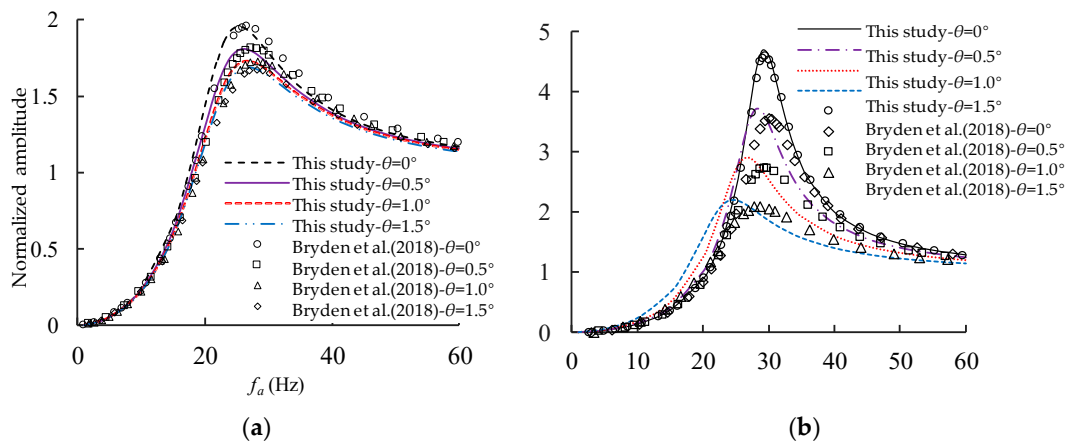 (a)
2
1.5
1
0.5
0
Normalized amplitude
This study-θ=0°
This study-θ=0.5°
This study-θ=1.0°
This study-θ=1.5°
Bryden et al.(2018)-θ=0°
Bryden et al.(2018)-θ=0.5°
Bryden et al.(2018)-θ=1.0°
Bryden et al.(2018)-θ=1.5°
0 20 40 60
fa (Hz)
(a)
(b)
5
4
3
2
1
0
This study-θ=0°
This study-θ=0.5°
This study-θ=1.0°
This study-θ=1.5°
Bryden et al.(2018)-θ=0°
Bryden et al.(2018)-θ=0.5°
Bryden et al.(2018)-θ=1.0°
Bryden et al.(2018)-θ=1.5°
0 10 20 30 40 50 60
(b)